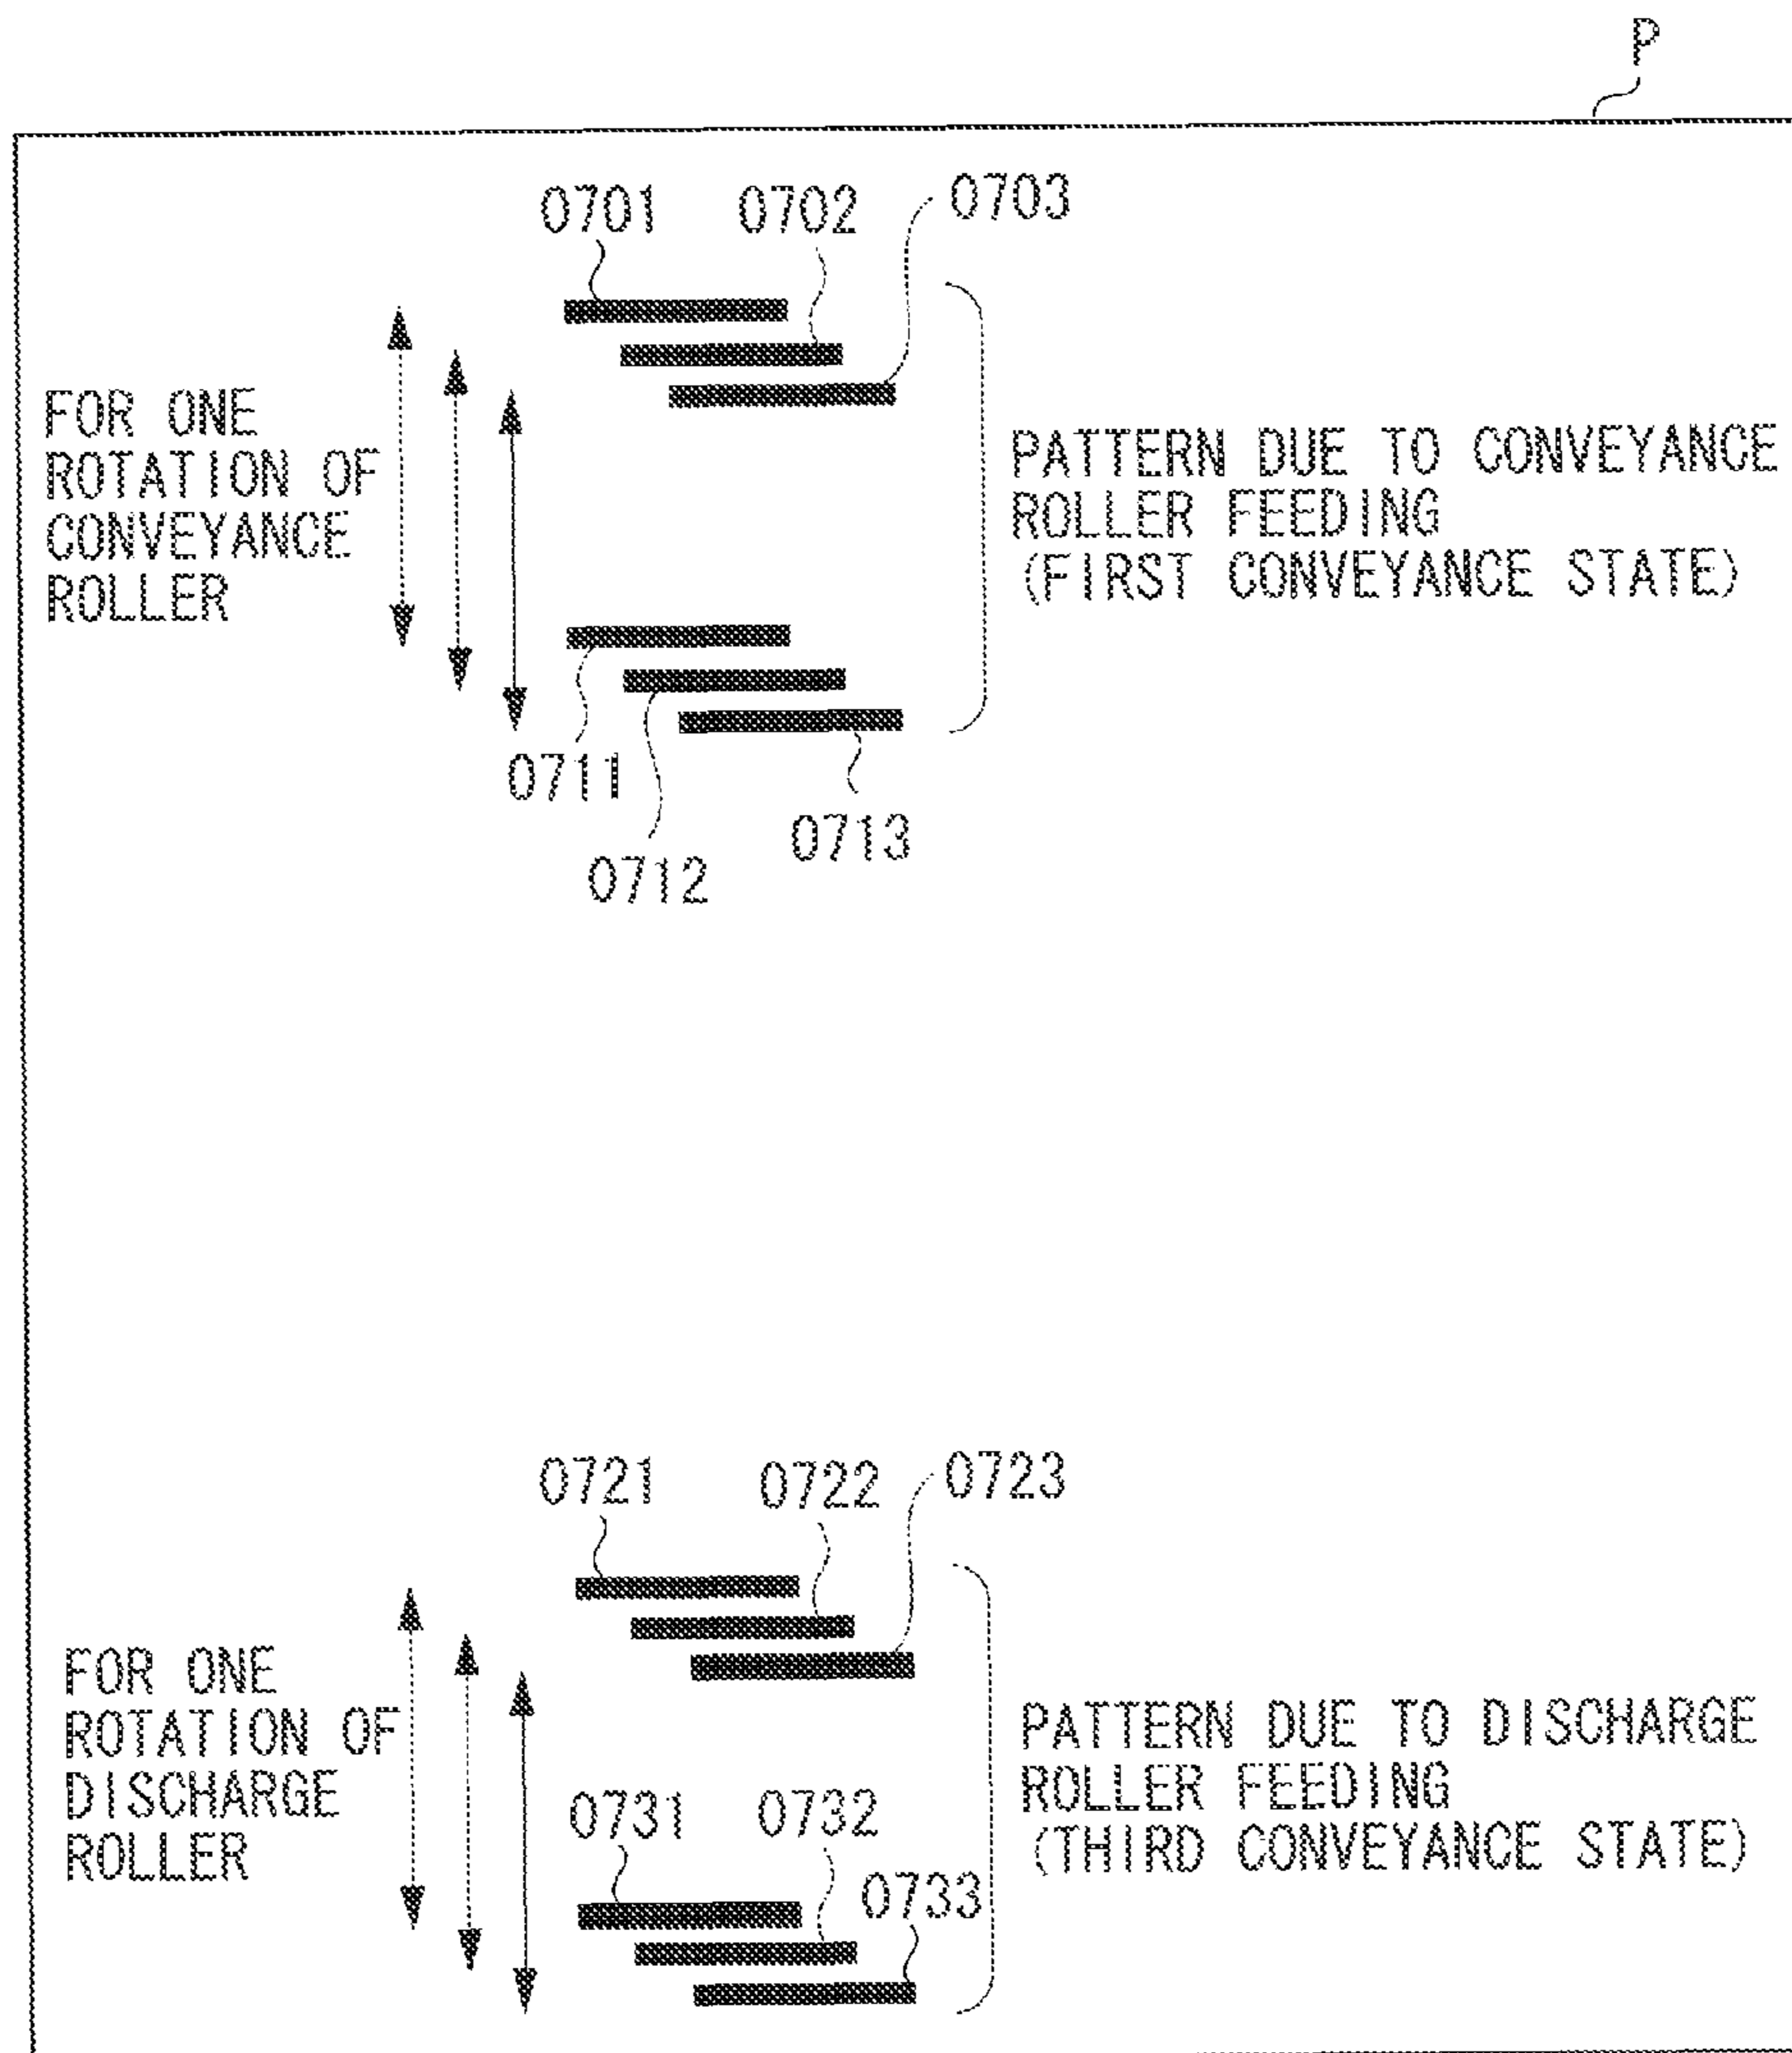 P
0701
0702
0703
FOR ONE
ROTATION OF
CONVEYANCE
ROLLER
PATTERN DUE TO CONVEYANCE
ROLLER FEEDING
(FIRST CONVEYANCE STATE)
0711
0712
0713
0721
0722
0723
FOR ONE
ROTATION OF
DISCHARGE
ROLLER
PATTERN DUE TO DISCHARGE
ROLLER FEEDING
(THIRD CONVEYANCE STATE)
0731
0732
0733